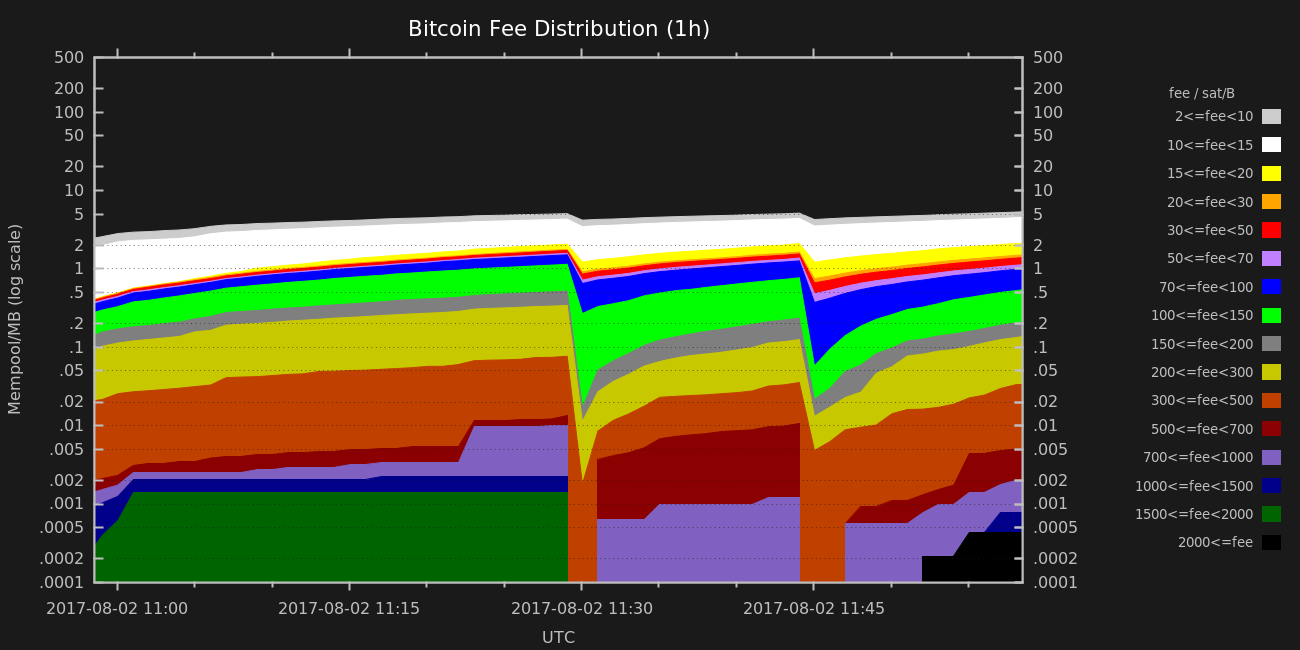 Bitcoin Fee Distribution (1h)
500 500
200 200
100 100
50 50
20 20
10 10
5 5
2 2
1 1
.5 .5
.2 .2
.1 .1
.05 .05
.02 .02
.01 .01
.005 .005
.002 .002
.001 .001
.0005 .0005
.0002 .0002
.0001 .0001
Mempool/MB (log scale)
2017-08-02 11:00 2017-08-02 11:15 2017-08-02 11:30 2017-08-02 11:45
UTC
fee / sat/B
2<=fee<10
10<=fee<15
15<=fee<20
20<=fee<30
30<=fee<50
50<=fee<70
70<=fee<100
100<=fee<150
150<=fee<200
200<=fee<300
300<=fee<500
500<=fee<700
700<=fee<1000
1000<=fee<1500
1500<=fee<2000
2000<=fee